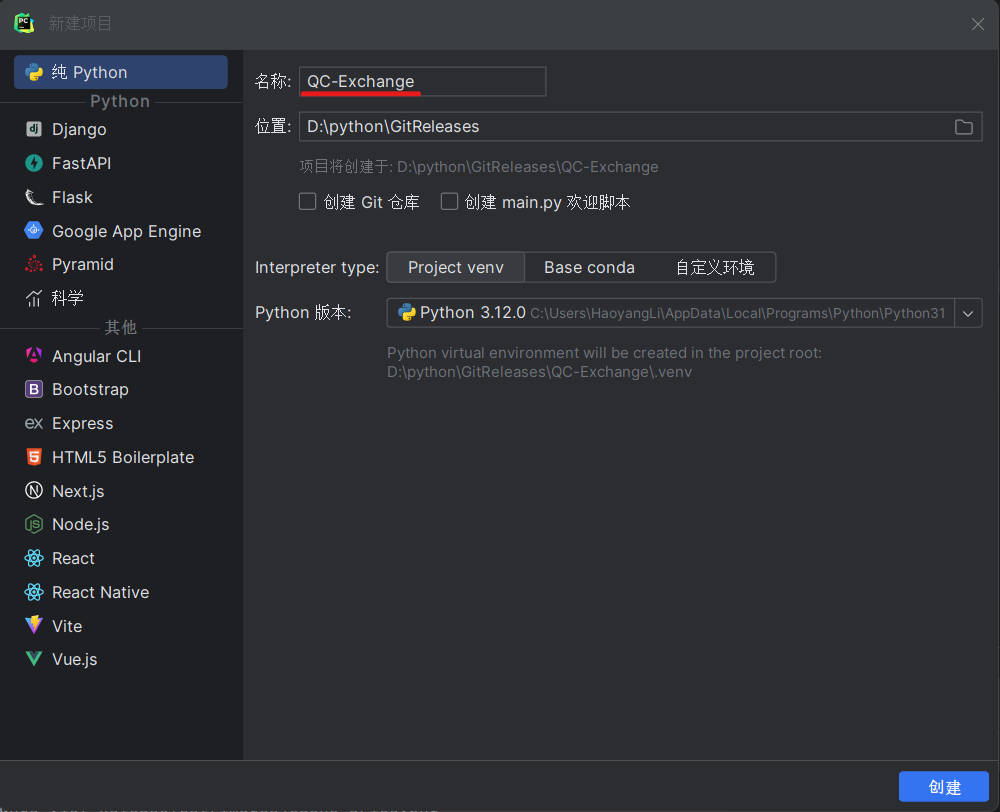 新建项目
纯 Python
Python
Django
FastAPI
Flask
Google App Engine
Pyramid
科学
其他
Angular CLI
Bootstrap
Express
HTML5 Boilerplate
Next.js
Node.js
React
React Native
Vite
Vue.js
名称: QC-Exchange
位置: D:\python\GitReleases
项目将创建于: D:\python\GitReleases\QC-Exchange
创建 Git 仓库 创建 main.py 欢迎脚本
Interpreter type: Project venv Base conda 自定义环境
Python 版本: Python 3.12.0 C:\Users\HaoyangLi\AppData\Local\Programs\Python\Python31
Python virtual environment will be created in the project root:
D:\python\GitReleases\QC-Exchange\.venv
创建